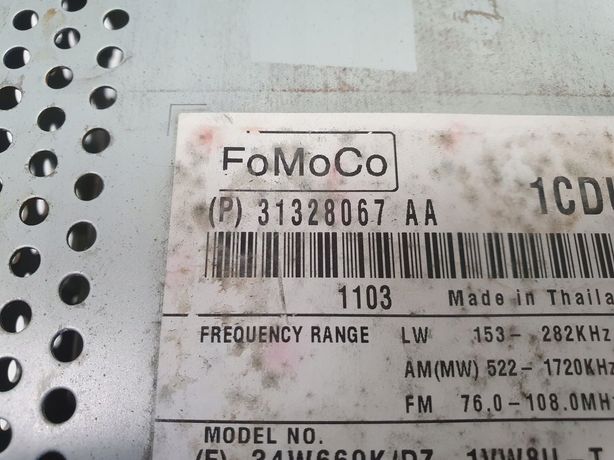 FoMoCo
(P) 31328067 AA 1CD
1103 Made in Thaila
FREQUENCY RANGE LW 153- 282KHz
AM(MW) 522-1720KHz
FM 76.0-108.0MHz
MODEL NO.